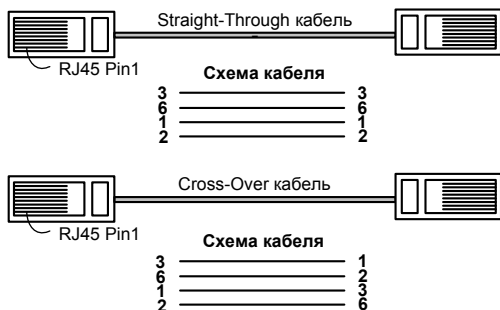 Straight-Through кабель
RJ45 Pin1
Схема кабеля
3 3
6 6
1 1
2 2
Cross-Over кабель
RJ45 Pin1
Схема кабеля
3 1
6 2
1 3
2 6